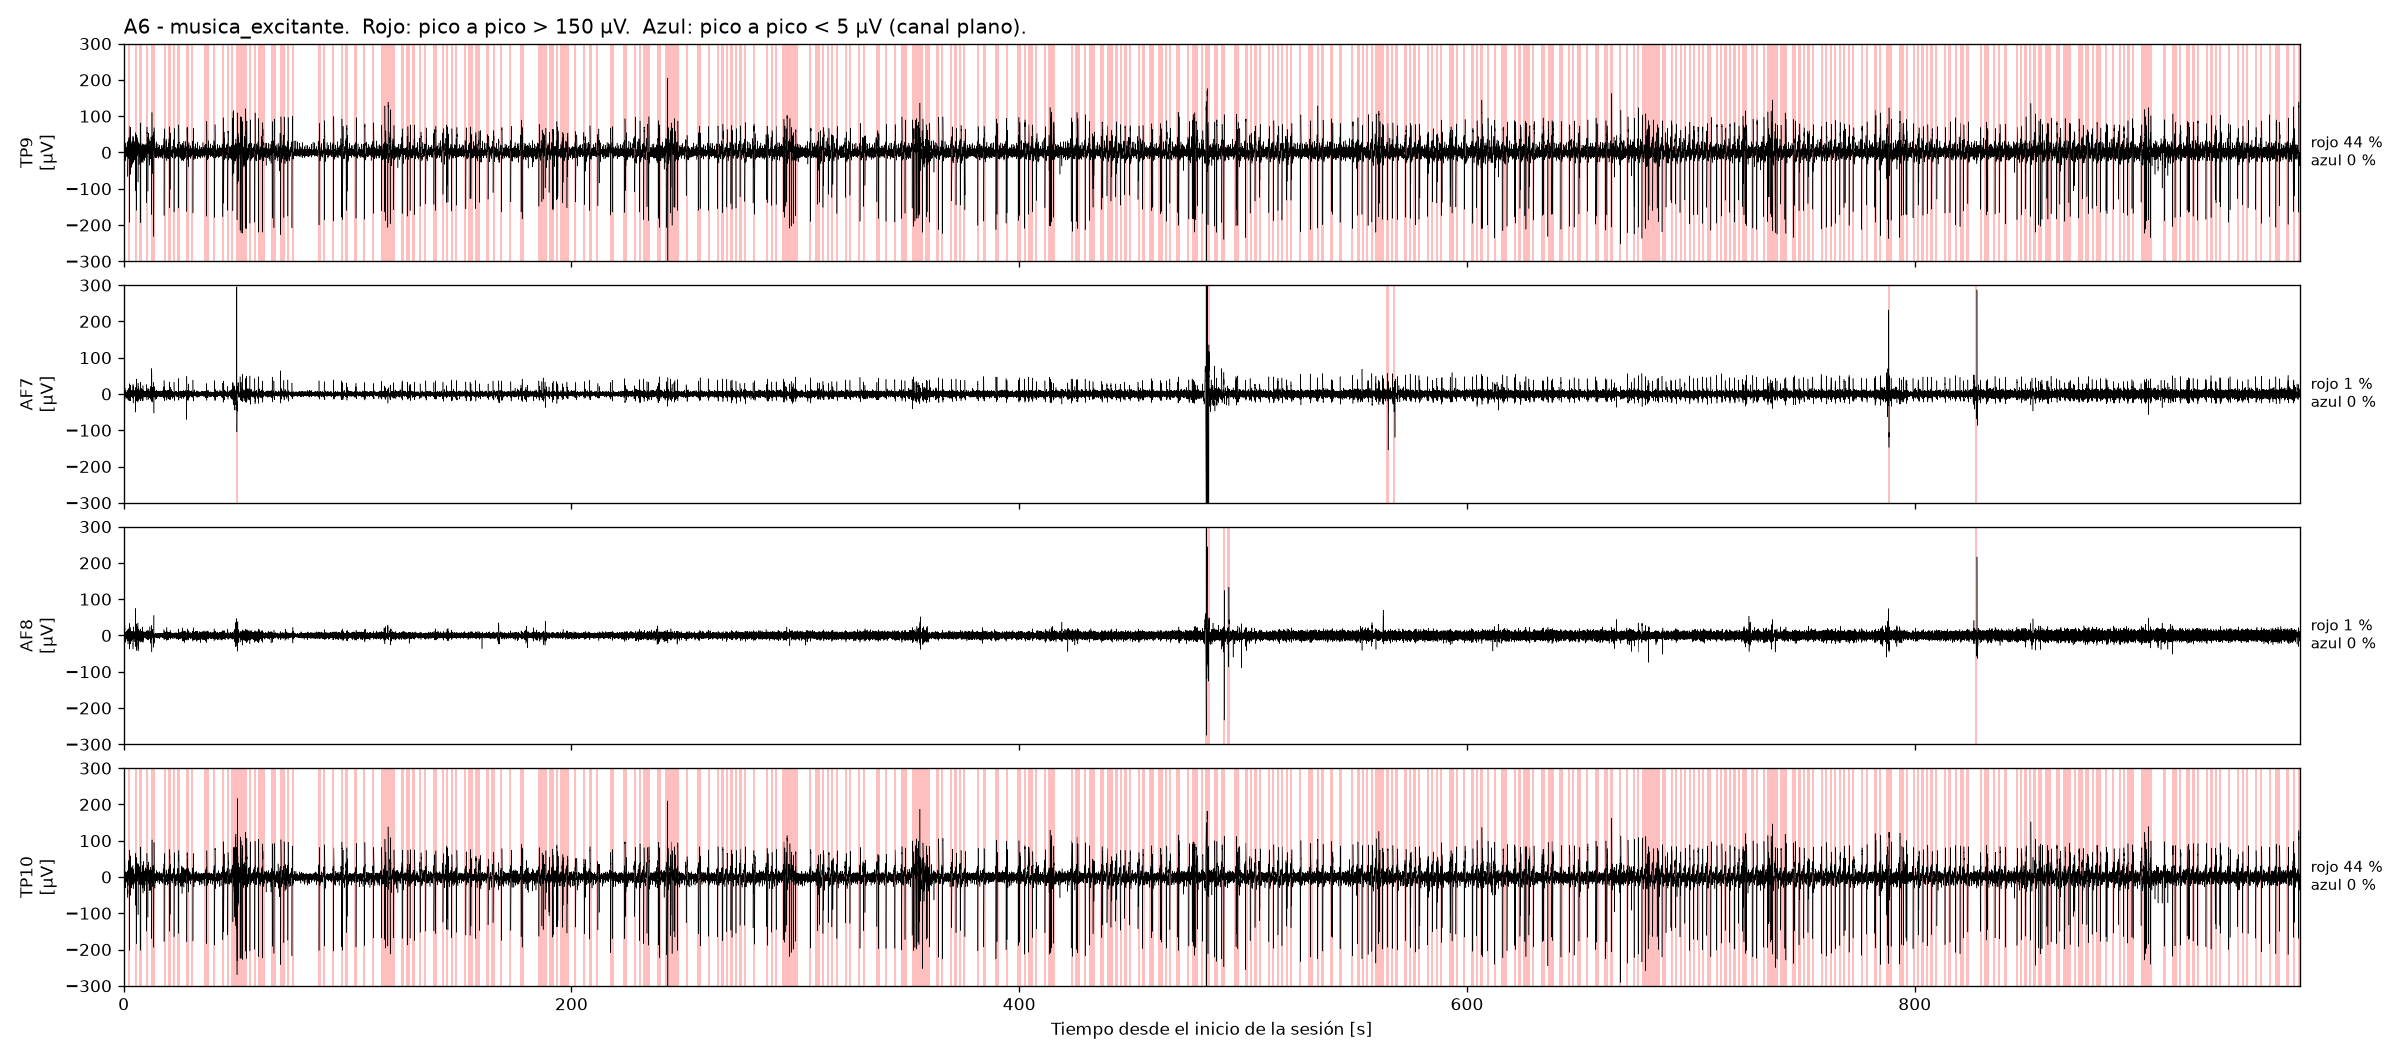 A6 - musica_excitante.  Rojo: pico a pico > 150 µV.  Azul: pico a pico < 5 µV (canal plano).
300
200
100
0
−100
−200
−300
TP9
[µV]
rojo 44 %
azul 0 %
300
200
100
0
−100
−200
−300
AF7
[µV]
rojo 1 %
azul 0 %
300
200
100
0
−100
−200
−300
AF8
[µV]
rojo 1 %
azul 0 %
300
200
100
0
−100
−200
−300
TP10
[µV]
rojo 44 %
azul 0 %
0 200 400 600 800
Tiempo desde el inicio de la sesión [s]